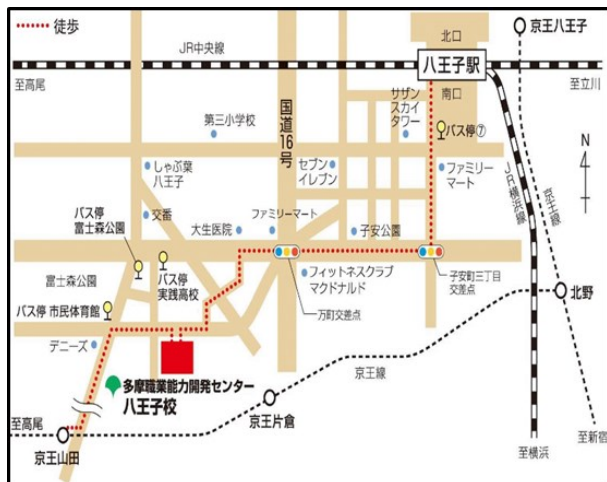 徒歩
北口
京王八王子
JR中央線
八王子駅
至高尾
至立川
国道16号
サザン
スカイ
タワー
南口
第三小学校
バス停⑦
N
しゃぶ葉
八王子
セブン
イレブン
ファミリー
マート
JR横浜線
京王線
バス停
富士森公園
交番
大生医院
ファミリーマート
子安公園
富士森公園
バス停
実践高校
フィットネスクラブ
マクドナルド
子安町三丁目
交差点
北野
バス停 市民体育館
万町交差点
デニーズ
京王線
多摩職業能力開発センター
八王子校
京王片倉
至高尾
京王山田
至横浜
至新宿